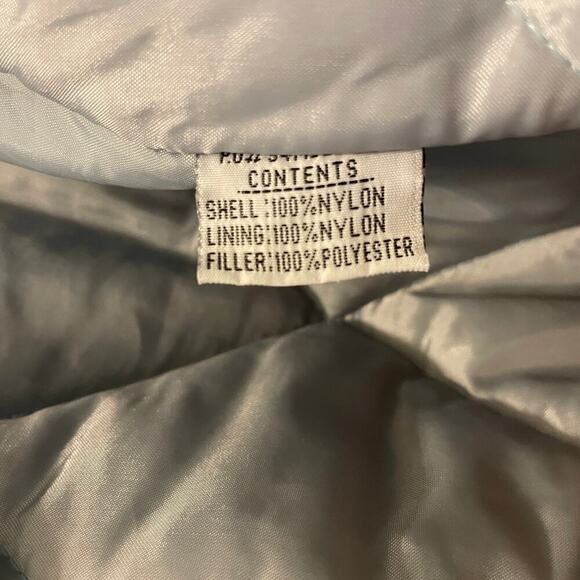 CONTENTS
SHELL:100%NYLON
LINING:100%NYLON
FILLER:100%POLYESTER